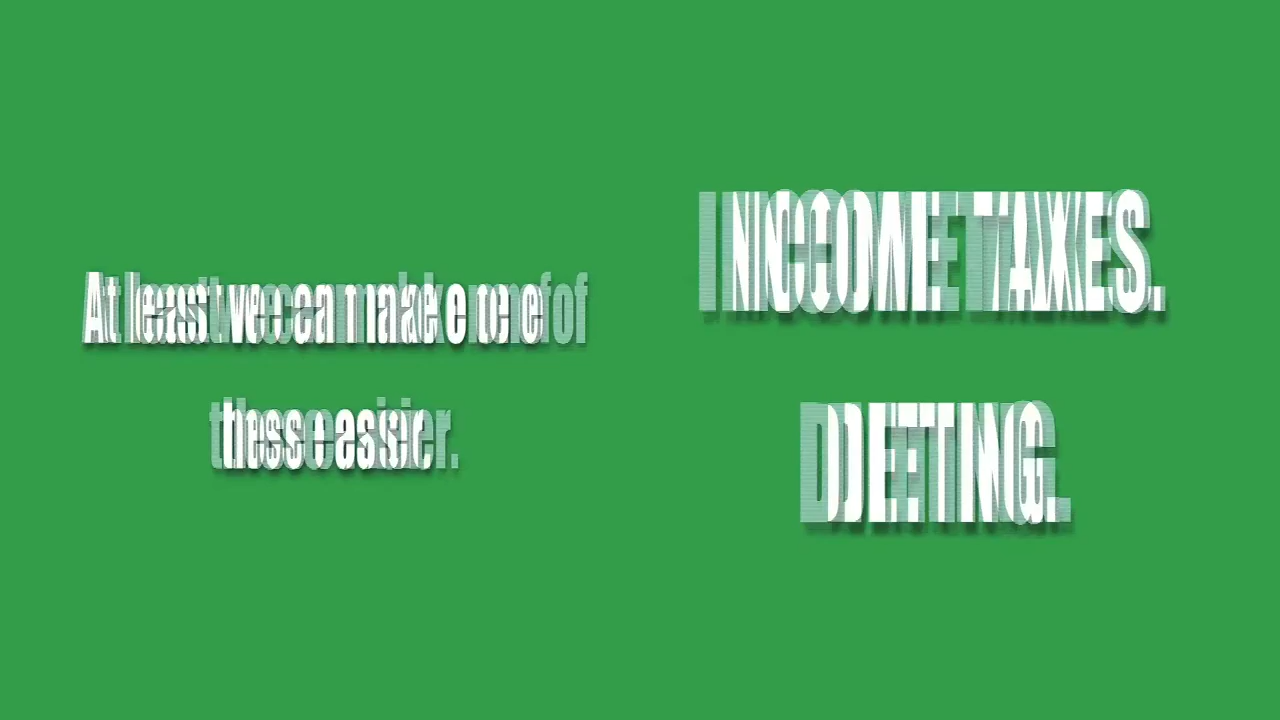 At least we can make one of
these easier.
INCOME TAXES.
DIETING.